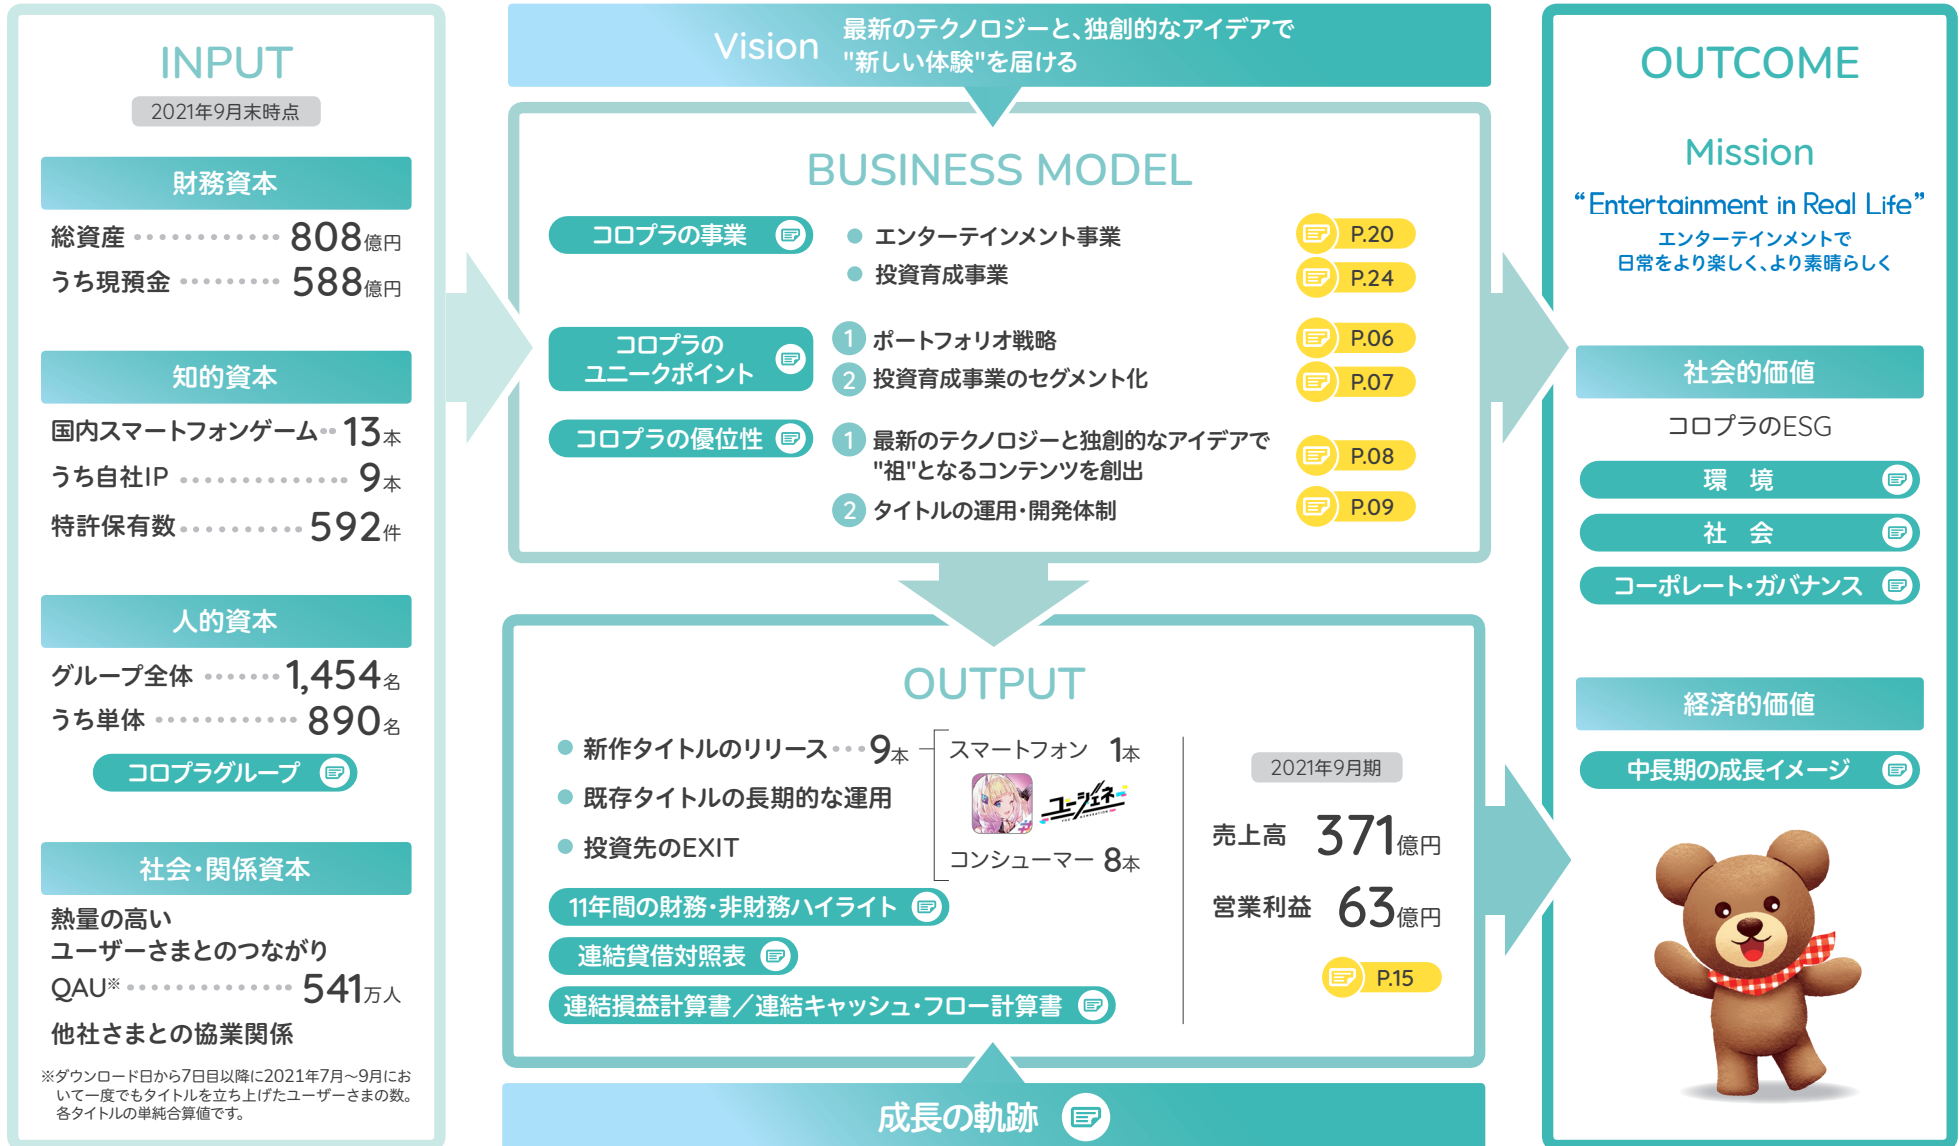 INPUT
2021年9月末時点
財務資本
総資産 ············ 808億円
うち現預金 ········· 588億円
知的資本
国内スマートフォンゲーム·· 13本
うち自社IP ·············· 9本
特許保有数·········· 592件
人的資本
グループ全体 ······· 1,454名
うち単体 ············ 890名
コロプラグループ
社会・関係資本
熱量の高い
ユーザーさまとのつながり
QAU※ ·············· 541万人
他社さまとの協業関係
※ダウンロード日から7日目以降に2021年7月〜9月にお
いて一度でもタイトルを立ち上げたユーザーさまの数。
各タイトルの単純合算値です。
Vision
最新のテクノロジーと、独創的なアイデアで
"新しい体験"を届ける
BUSINESS MODEL
コロプラの事業
エンターテインメント事業
P.20
投資育成事業
P.24
コロプラの
ユニークポイント
1 ポートフォリオ戦略
P.06
2 投資育成事業のセグメント化
P.07
コロプラの優位性
1 最新のテクノロジーと独創的なアイデアで
"祖"となるコンテンツを創出
P.08
2 タイトルの運用・開発体制
P.09
OUTPUT
● 新作タイトルのリリース··· 9本
スマートフォン 1本
ユージェネ
コンシューマー 8本
● 既存タイトルの長期的な運用
● 投資先のEXIT
11年間の財務・非財務ハイライト
連結貸借対照表
連結損益計算書／連結キャッシュ・フロー計算書
2021年9月期
売上高 371億円
営業利益 63億円
P.15
成長の軌跡
OUTCOME
Mission
“Entertainment in Real Life”
エンターテインメントで
日常をより楽しく、より素晴らしく
社会的価値
コロプラのESG
環 境
社 会
コーポレート・ガバナンス
経済的価値
中長期の成長イメージ